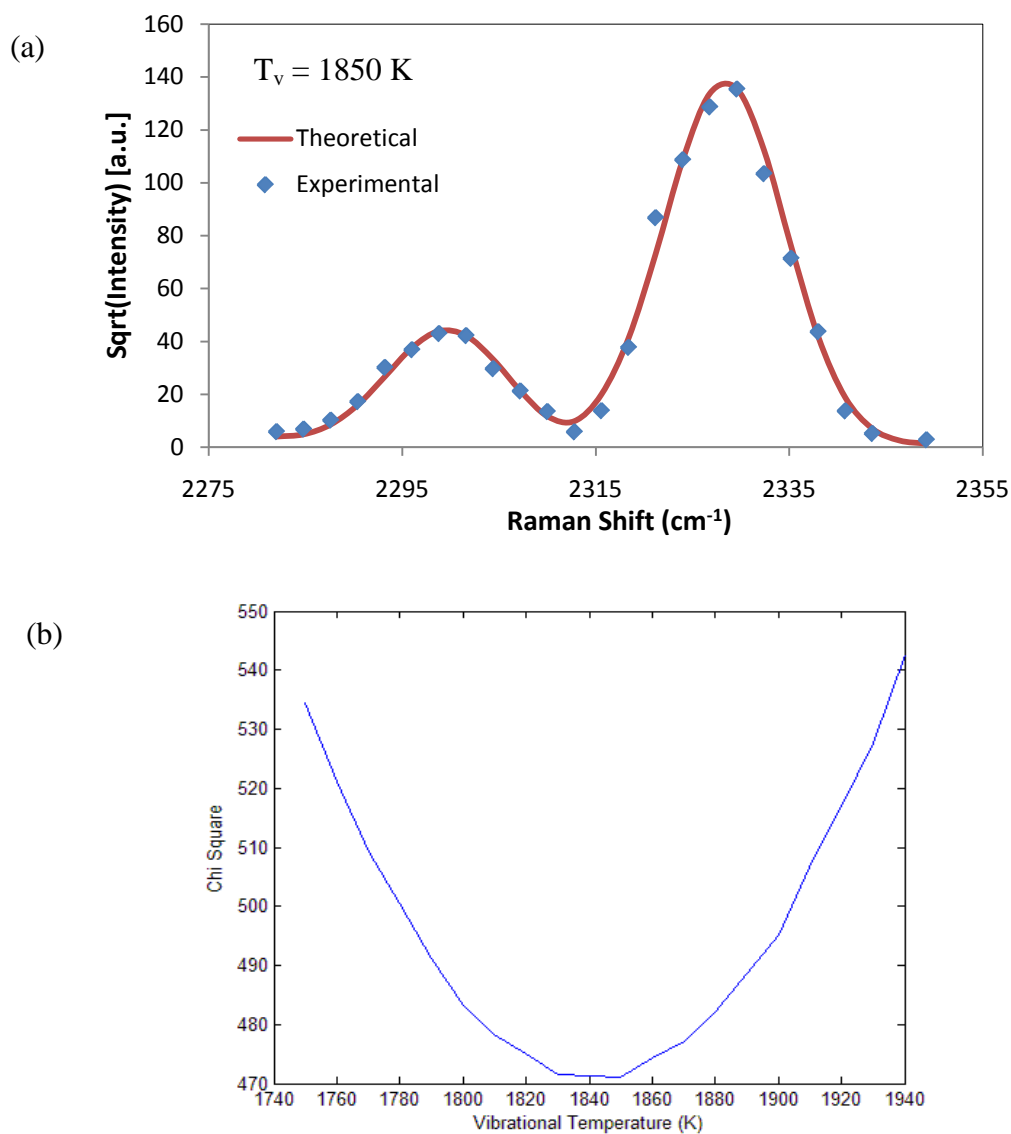 (a)
160
140
120
100
80
60
40
20
0
T_v = 1850 K
Theoretical
Experimental
Sqrt(Intensity) [a.u.]
2275 2295 2315 2335 2355
Raman Shift (cm⁻¹)
(b)
550
540
530
520
510
500
490
480
470
Chi Square
1740 1760 1780 1800 1820 1840 1860 1880 1900 1920 1940
Vibrational Temperature (K)